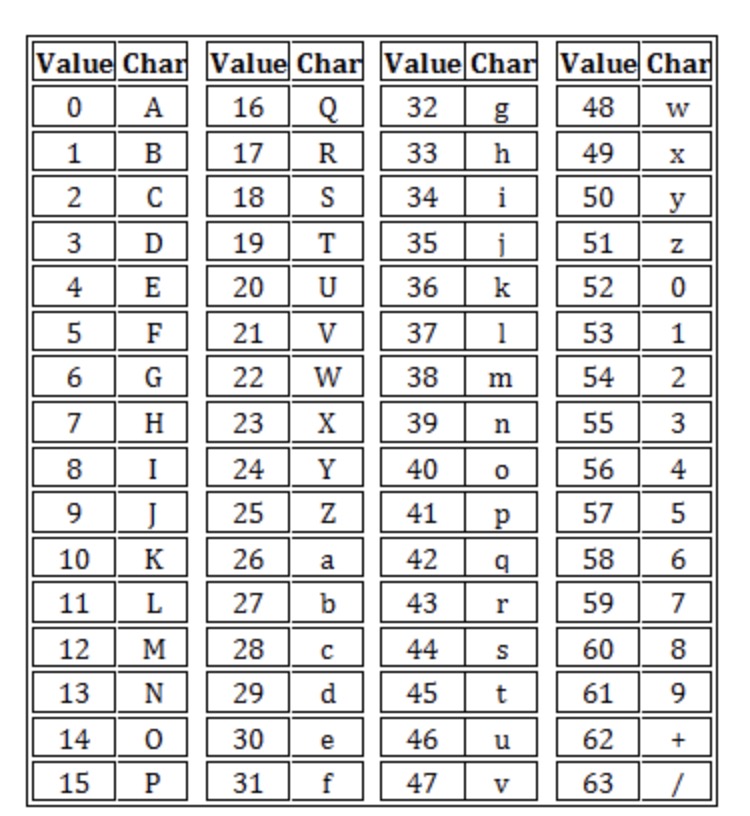 Value Char Value Char Value Char Value Char
0 A 16 Q 32 g 48 w
1 B 17 R 33 h 49 x
2 C 18 S 34 i 50 y
3 D 19 T 35 j 51 z
4 E 20 U 36 k 52 0
5 F 21 V 37 l 53 1
6 G 22 W 38 m 54 2
7 H 23 X 39 n 55 3
8 I 24 Y 40 o 56 4
9 J 25 Z 41 p 57 5
10 K 26 a 42 q 58 6
11 L 27 b 43 r 59 7
12 M 28 c 44 s 60 8
13 N 29 d 45 t 61 9
14 O 30 e 46 u 62 +
15 P 31 f 47 v 63 /